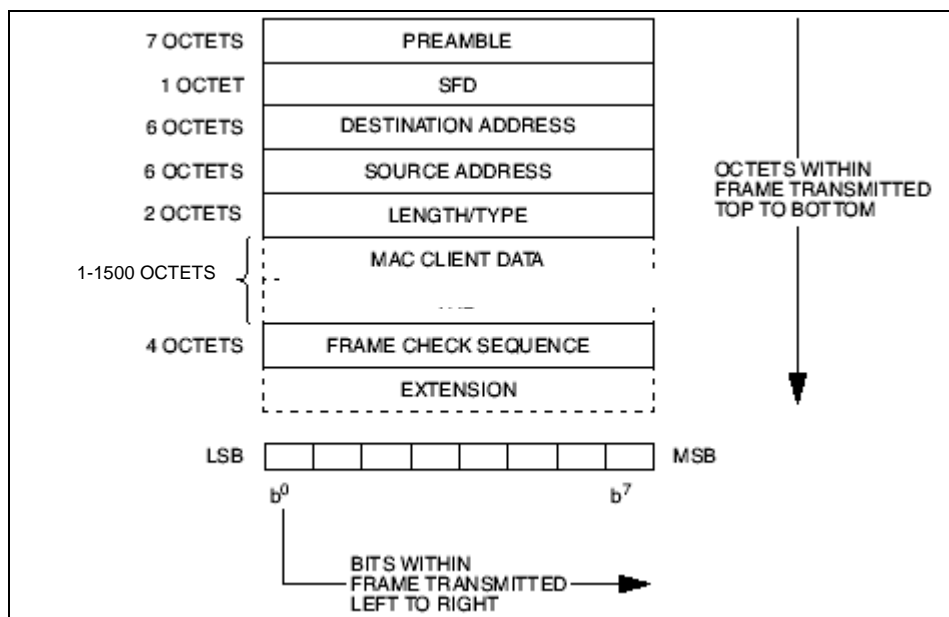 7 OCTETS PREAMBLE
1 OCTET SFD
6 OCTETS DESTINATION ADDRESS
6 OCTETS SOURCE ADDRESS
2 OCTETS LENGTH/TYPE
1-1500 OCTETS
MAC CLIENT DATA
4 OCTETS FRAME CHECK SEQUENCE
EXTENSION
OCTETS WITHIN
FRAME TRANSMITTED
TOP TO BOTTOM
LSB MSB
b0 b7
BITS WITHIN
FRAME TRANSMITTED
LEFT TO RIGHT